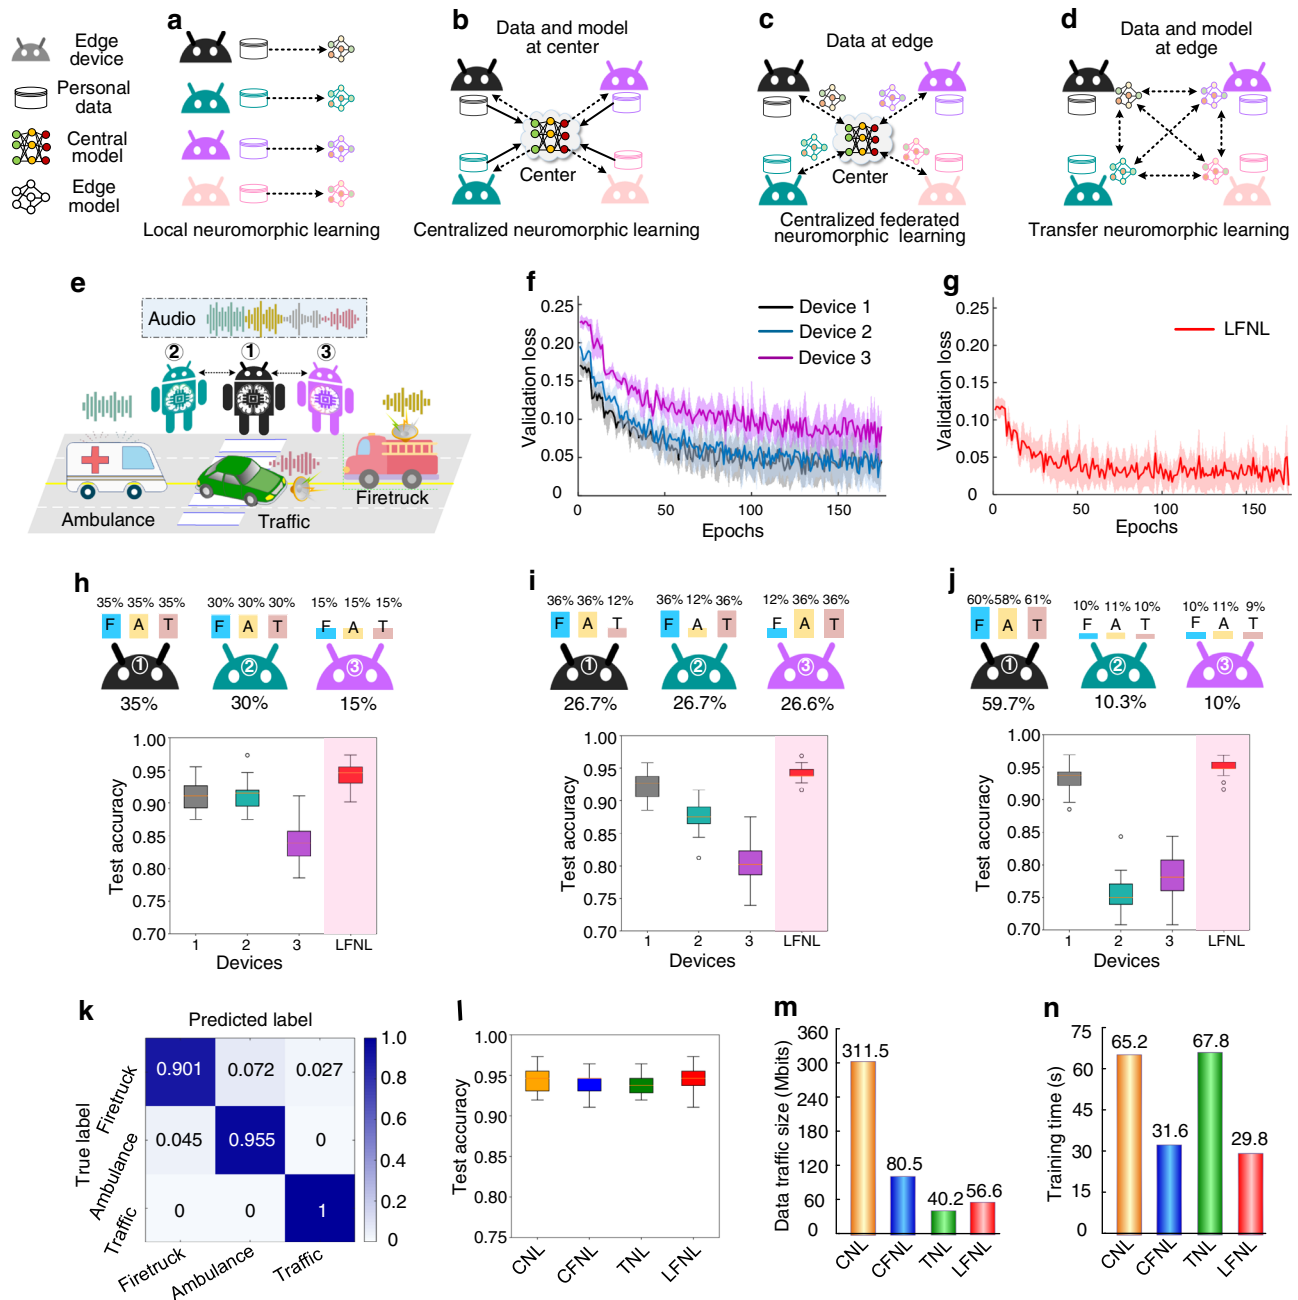 Edge
device
Personal
data
Central
model
Edge
model
a
Local neuromorphic learning
b
Data and model
at center
Center
Centralized neuromorphic learning
c
Data at edge
Center
Centralized federated
neuromorphic learning
d
Data and model
at edge
Transfer neuromorphic learning
e
Audio
2 1 3
Ambulance
Traffic
Firetruck
f
Validation loss
0.25
0.20
0.15
0.10
0.05
0
0 50 100 150
Epochs
Device 1
Device 2
Device 3
g
Validation loss
0.25
0.20
0.15
0.10
0.05
0
0 50 100 150
Epochs
LFNL
h
35% 35% 35% 30% 30% 30% 15% 15% 15%
F A T F A T F A T
1 2 3
35% 30% 15%
Test accuracy
1.00
0.95
0.90
0.85
0.80
0.75
0.70
1 2 3 LFNL
Devices
i
36% 36% 12% 36% 12% 36% 12% 36% 36%
F A T F A T F A T
1 2 3
26.7% 26.7% 26.6%
Test accuracy
1.00
0.95
0.90
0.85
0.80
0.75
0.70
1 2 3 LFNL
Devices
j
60% 58% 61% 10% 11% 10% 10% 11% 9%
F A T F A T F A T
1 2 3
59.7% 10.3% 10%
Test accuracy
1.00
0.95
0.90
0.85
0.80
0.75
0.70
1 2 3 LFNL
Devices
k
Predicted label
True label
Firetruck
Ambulance
Traffic
0.901 0.072 0.027
0.045 0.955 0
0 0 1
Firetruck Ambulance Traffic
1.0
0.8
0.6
0.4
0.2
0
l
Test accuracy
1.00
0.95
0.90
0.85
0.80
0.75
CNL CFNL TNL LFNL
m
Data traffic size (Mbits)
360
300
240
180
120
60
0
311.5
80.5
40.2
56.6
CNL CFNL TNL LFNL
n
Training time (s)
75
60
45
30
15
0
65.2
31.6
67.8
29.8
CNL CFNL TNL LFNL